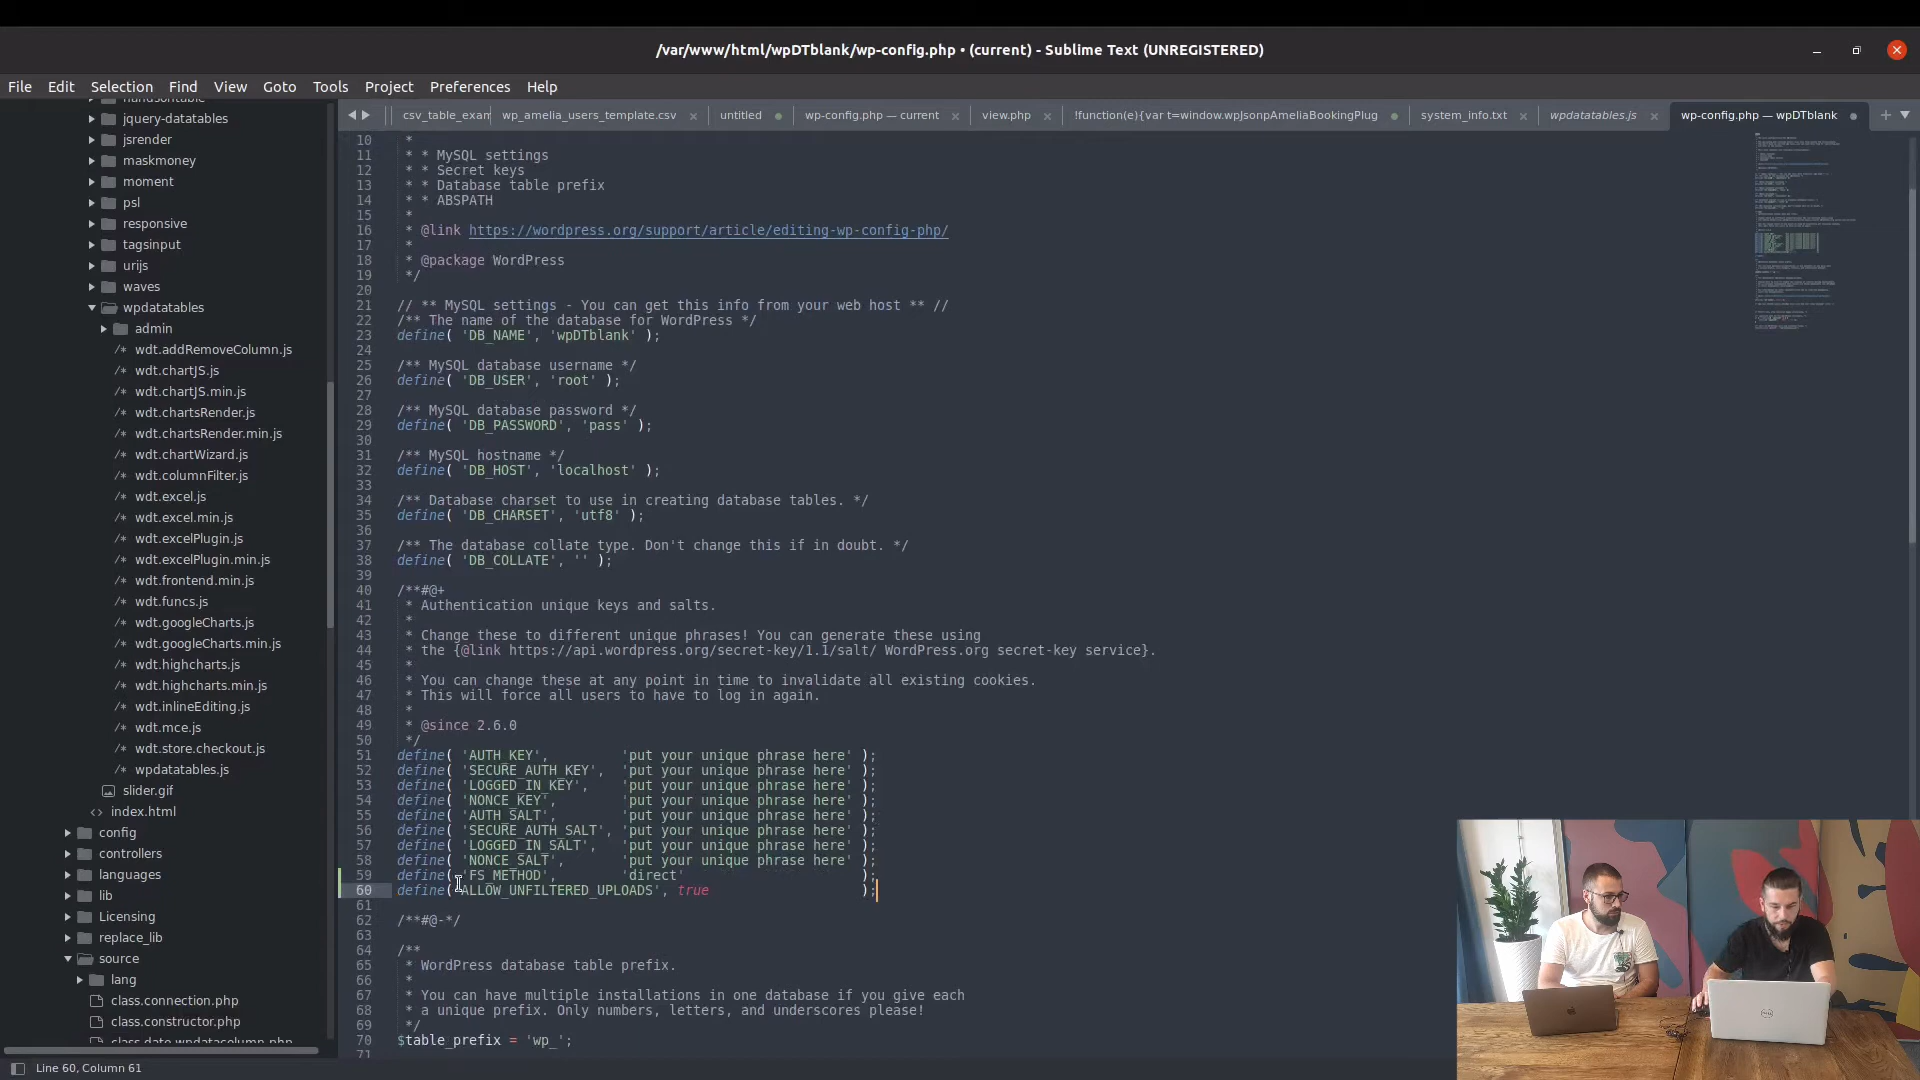 /var/www/html/wpDTblank/wp-config.php • (current) - Sublime Text (UNREGISTERED)
File Edit Selection Find View Goto Tools Project Preferences Help
csv_table_exam wp_amelia_users_template.csv untitled wp-config.php — current view.php !function(e){var t=window.wpJsonpAmeliaBookingPlug system_info.txt wpdatatables.js wp-config.php — wpDTblank
handsontable
jquery-datatables
jsrender
maskmoney
moment
psl
responsive
tagsinput
urijs
waves
wpdatatables
admin
/* wdt.addRemoveColumn.js
/* wdt.chartJS.js
/* wdt.chartJS.min.js
/* wdt.chartsRender.js
/* wdt.chartsRender.min.js
/* wdt.chartWizard.js
/* wdt.columnFilter.js
/* wdt.excel.js
/* wdt.excel.min.js
/* wdt.excelPlugin.js
/* wdt.excelPlugin.min.js
/* wdt.frontend.min.js
/* wdt.funcs.js
/* wdt.googleCharts.js
/* wdt.googleCharts.min.js
/* wdt.highcharts.js
/* wdt.highcharts.min.js
/* wdt.inlineEditing.js
/* wdt.mce.js
/* wdt.store.checkout.js
/* wpdatatables.js
slider.gif
<> index.html
config
controllers
languages
lib
Licensing
replace_lib
source
lang
class.connection.php
class.constructor.php
class.date.wpdatacolumn.php
10 *
11 * * MySQL settings
12 * * Secret keys
13 * * Database table prefix
14 * * ABSPATH
15 *
16 * @link https://wordpress.org/support/article/editing-wp-config-php/
17 *
18 * @package WordPress
19 */
20
21 // ** MySQL settings - You can get this info from your web host ** //
22 /** The name of the database for WordPress */
23 define( 'DB_NAME', 'wpDTblank' );
24
25 /** MySQL database username */
26 define( 'DB_USER', 'root' );
27
28 /** MySQL database password */
29 define( 'DB_PASSWORD', 'pass' );
30
31 /** MySQL hostname */
32 define( 'DB_HOST', 'localhost' );
33
34 /** Database charset to use in creating database tables. */
35 define( 'DB_CHARSET', 'utf8' );
36
37 /** The database collate type. Don't change this if in doubt. */
38 define( 'DB_COLLATE', '' );
39
40 /**#@+
41 * Authentication unique keys and salts.
42 *
43 * Change these to different unique phrases! You can generate these using
44 * the {@link https://api.wordpress.org/secret-key/1.1/salt/ WordPress.org secret-key service}.
45 *
46 * You can change these at any point in time to invalidate all existing cookies.
47 * This will force all users to have to log in again.
48 *
49 * @since 2.6.0
50 */
51 define( 'AUTH_KEY', 'put your unique phrase here' );
52 define( 'SECURE_AUTH_KEY', 'put your unique phrase here' );
53 define( 'LOGGED_IN_KEY', 'put your unique phrase here' );
54 define( 'NONCE_KEY', 'put your unique phrase here' );
55 define( 'AUTH_SALT', 'put your unique phrase here' );
56 define( 'SECURE_AUTH_SALT', 'put your unique phrase here' );
57 define( 'LOGGED_IN_SALT', 'put your unique phrase here' );
58 define( 'NONCE_SALT', 'put your unique phrase here' );
59 define( 'FS_METHOD', 'direct' );
60 define( 'ALLOW_UNFILTERED_UPLOADS', true );
61
62 /**#@-*/
63
64 /**
65 * WordPress database table prefix.
66 *
67 * You can have multiple installations in one database if you give each
68 * a unique prefix. Only numbers, letters, and underscores please!
69 */
70 $table_prefix = 'wp_';
71
Line 60, Column 61